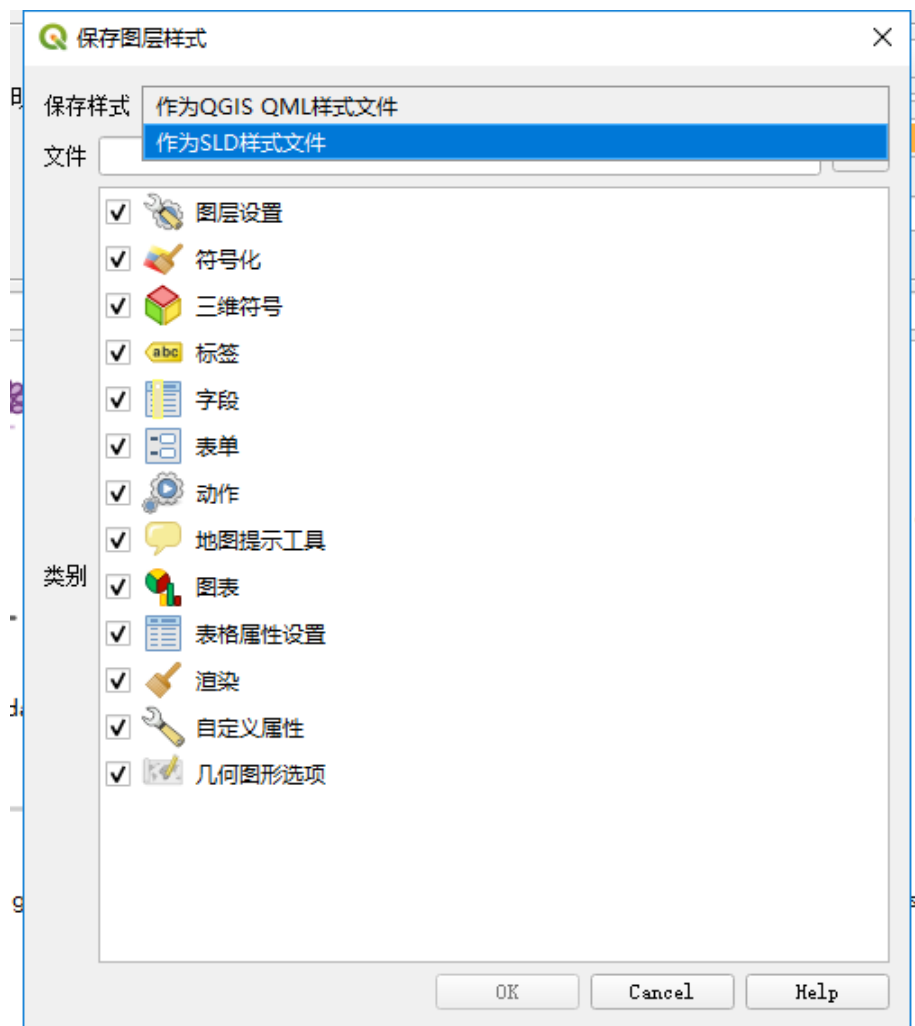 保存图层样式
保存样式 作为QGIS QML样式文件
作为SLD样式文件
文件
图层设置
符号化
三维符号
abc 标签
字段
表单
动作
地图提示工具
类别
图表
表格属性设置
渲染
自定义属性
几何图形选项
OK Cancel Help